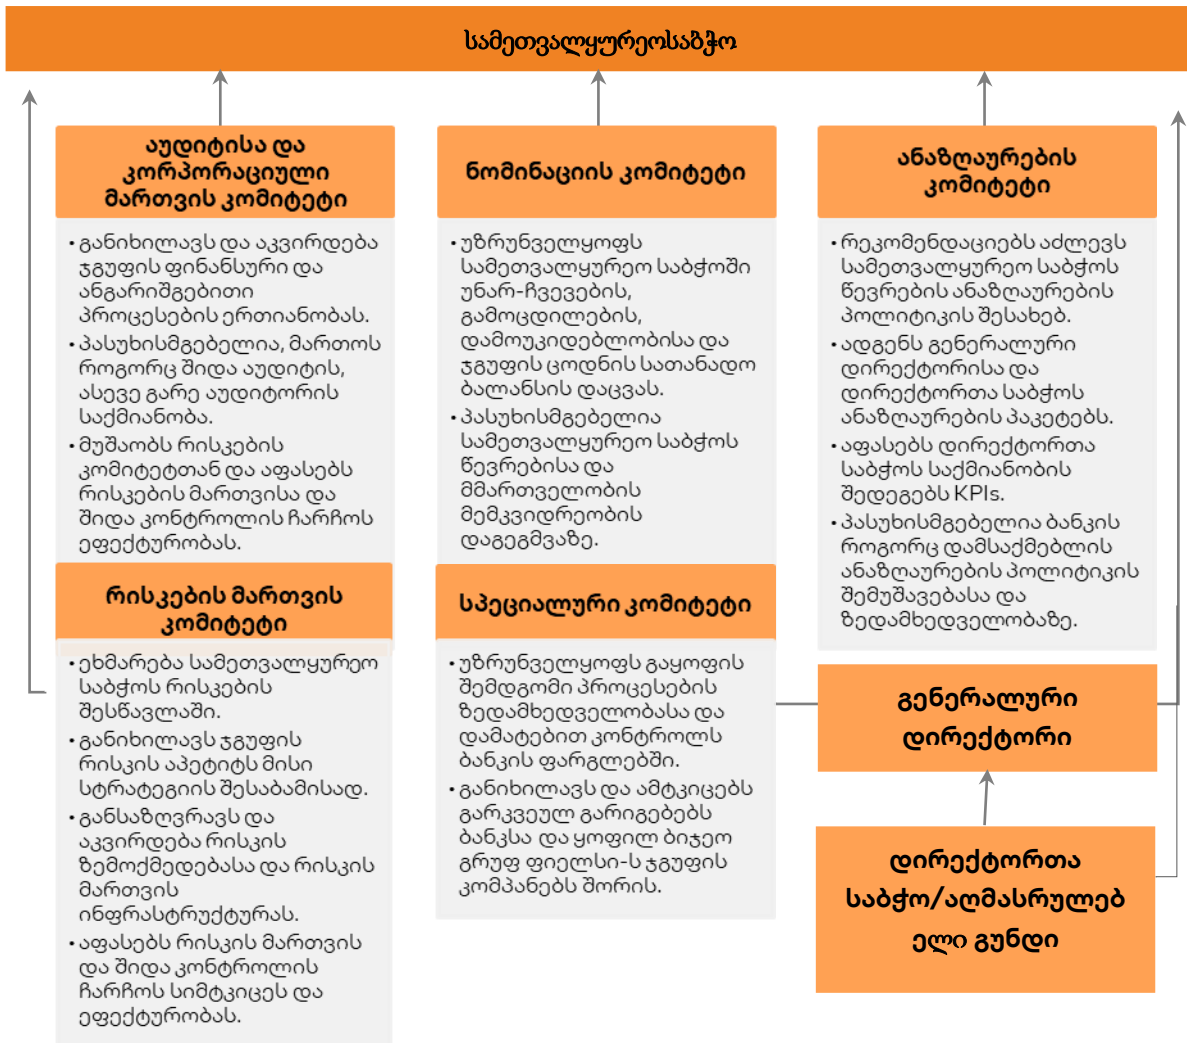 სამეთვალყურეოსაბჭო
აუდიტისა და
კორპორაციული
მართვის კომიტეტი
• განიხილავს და აკვირდება
ჯგუფის ფინანსური და
ანგარიშგებითი
პროცესების ერთიანობას.
• პასუხისმგებელია, მართოს
როგორც შიდა აუდიტის,
ასევე გარე აუდიტორის
საქმიანობა.
• მუშაობს რისკების
კომიტეტთან და აფასებს
რისკების მართვისა და
შიდა კონტროლის ჩარჩოს
ეფექტურობას.
რისკების მართვის
კომიტეტი
• ეხმარება სამეთვალყურეო
საბჭოს რისკების
შესწავლაში.
• განიხილავს ჯგუფის
რისკის აპეტიტს მისი
სტრატეგიის შესაბამისად.
• განსაზღვრავს და
აკვირდება რისკის
ზემოქმედებასა და რისკის
მართვის
ინფრასტრუქტურას.
• აფასებს რისკის მართვის
და შიდა კონტროლის
ჩარჩოს სიმტკიცეს და
ეფექტურობას.
ნომინაციის კომიტეტი
• უზრუნველყოფს
სამეთვალყურეო საბჭოში
უნარ-ჩვევების,
გამოცდილების,
დამოუკიდებლობისა და
ჯგუფის ცოდნის სათანადო
ბალანსის დაცვას.
• პასუხისმგებელია
სამეთვალყურეო საბჭოს
წევრებისა და
მმართველობის
მემკვიდრეობის
დაგეგმვაზე.
სპეციალური კომიტეტი
• უზრუნველყოფს გაყოფის
შემდგომი პროცესების
ზედამხედველობასა და
დამატებით კონტროლს
ბანკის ფარგლებში.
• განიხილავს და ამტკიცებს
გარკვეულ გარიგებებს
ბანკსა და ყოფილ ბიჯეო
გრუფ ფიელსი-ს ჯგუფის
კომპანებს შორის.
ანაზღაურების
კომიტეტი
• რეკომენდაციებს აძლევს
სამეთვალყურეო საბჭოს
წევრების ანაზღაურების
პოლიტიკის შესახებ.
• ადგენს გენერალური
დირექტორისა და
დირექტორთა საბჭოს
ანაზღაურების პაკეტებს.
• აფასებს დირექტორთა
საბჭოს საქმიანობის
შედეგებს KPIs.
• პასუხისმგებელია ბანკის
როგორც დამსაქმებლის
ანაზღაურების პოლიტიკის
შემუშავებასა და
ზედამხედველობაზე.
გენერალური
დირექტორი
დირექტორთა
საბჭო/აღმასრულებ
ელი გუნდი